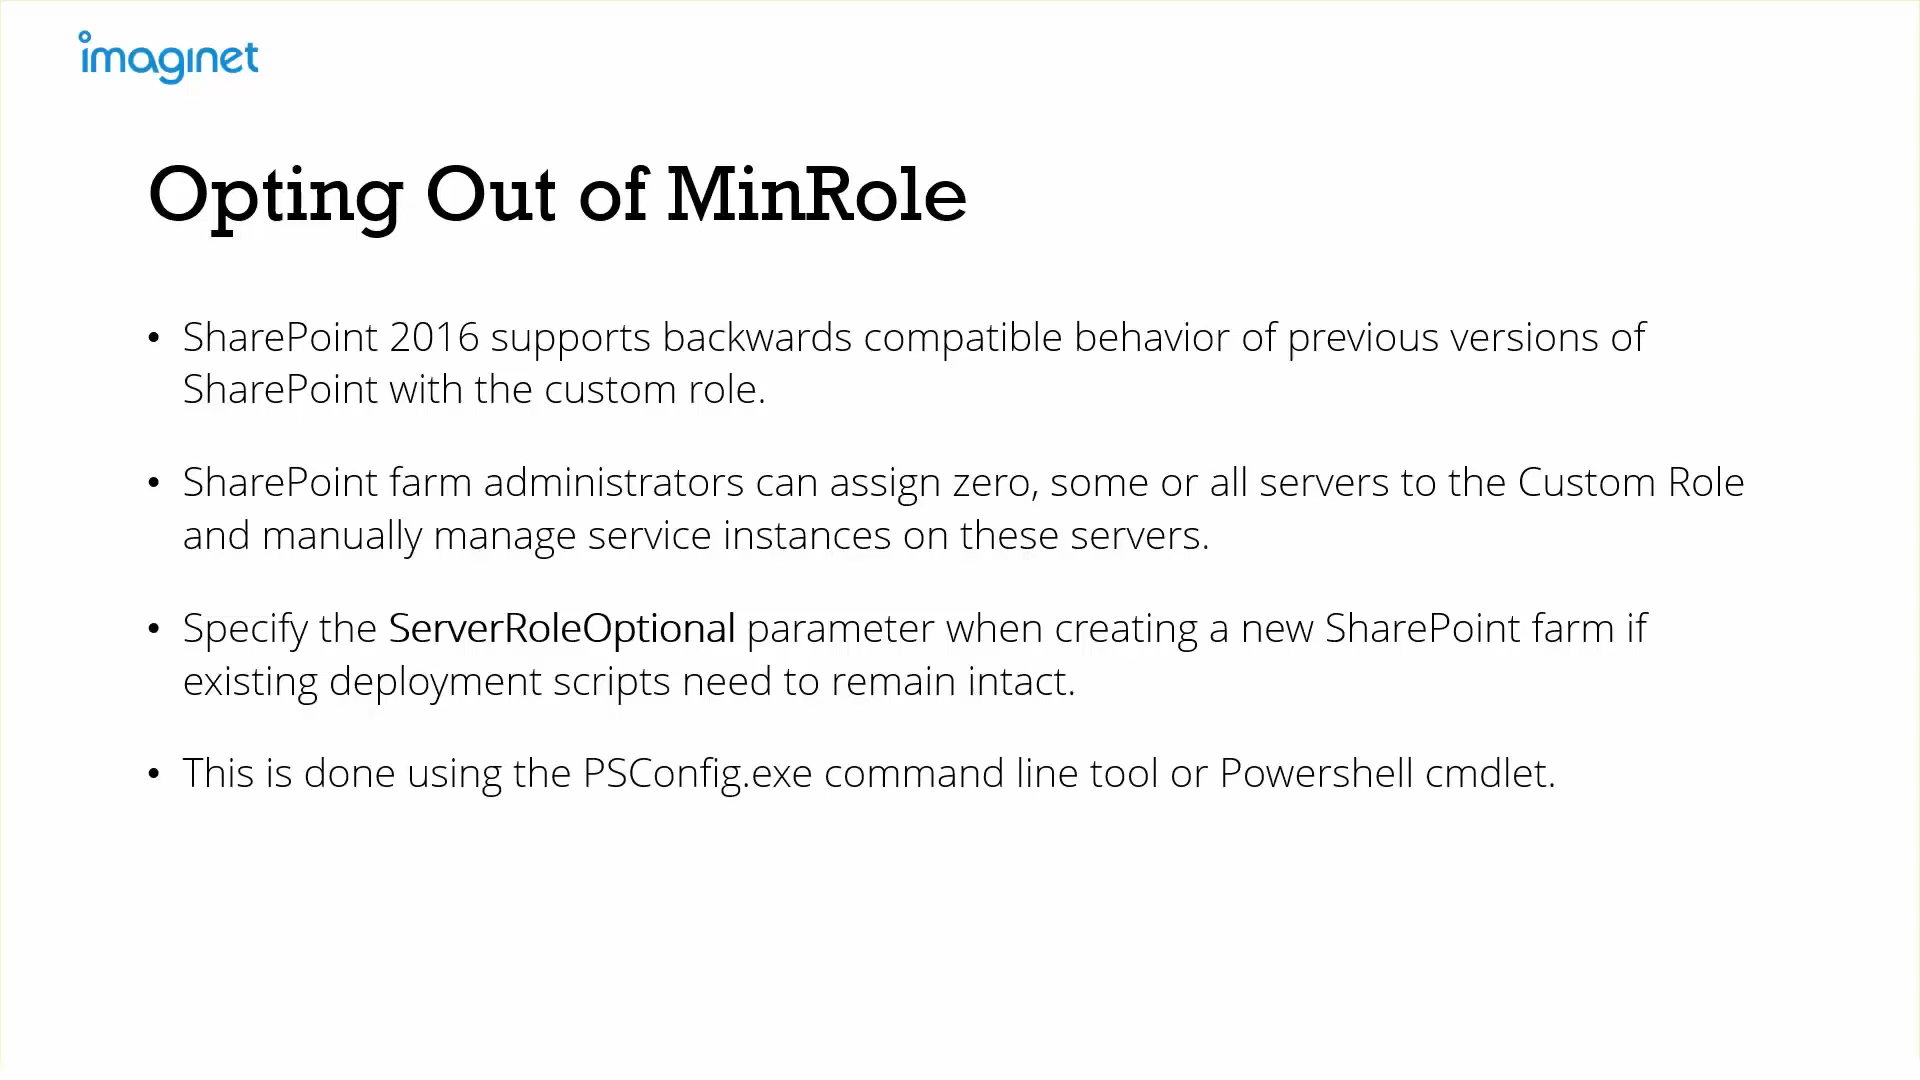 imaginet
Opting Out of MinRole
• SharePoint 2016 supports backwards compatible behavior of previous versions of
SharePoint with the custom role.
• SharePoint farm administrators can assign zero, some or all servers to the Custom Role
and manually manage service instances on these servers.
• Specify the ServerRoleOptional parameter when creating a new SharePoint farm if
existing deployment scripts need to remain intact.
• This is done using the PSConfig.exe command line tool or Powershell cmdlet.